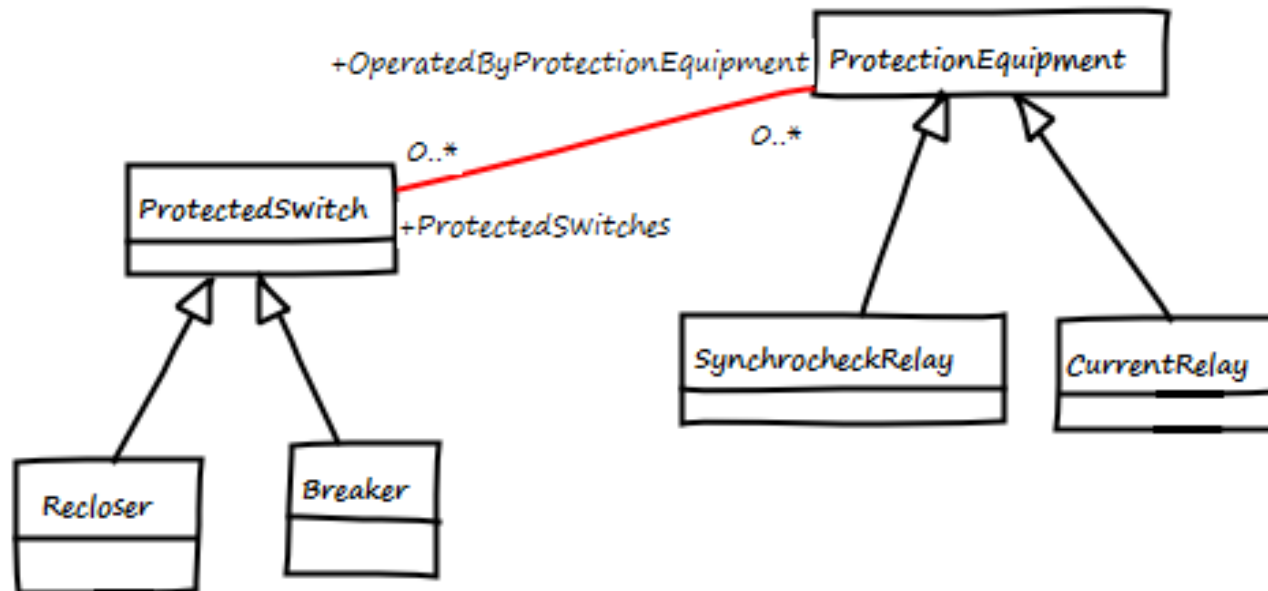 ProtectionEquipment
+OperatedByProtectionEquipment
0..*
0..*
ProtectedSwitch
+ProtectedSwitches
SynchrocheckRelay
CurrentRelay
Recloser
Breaker